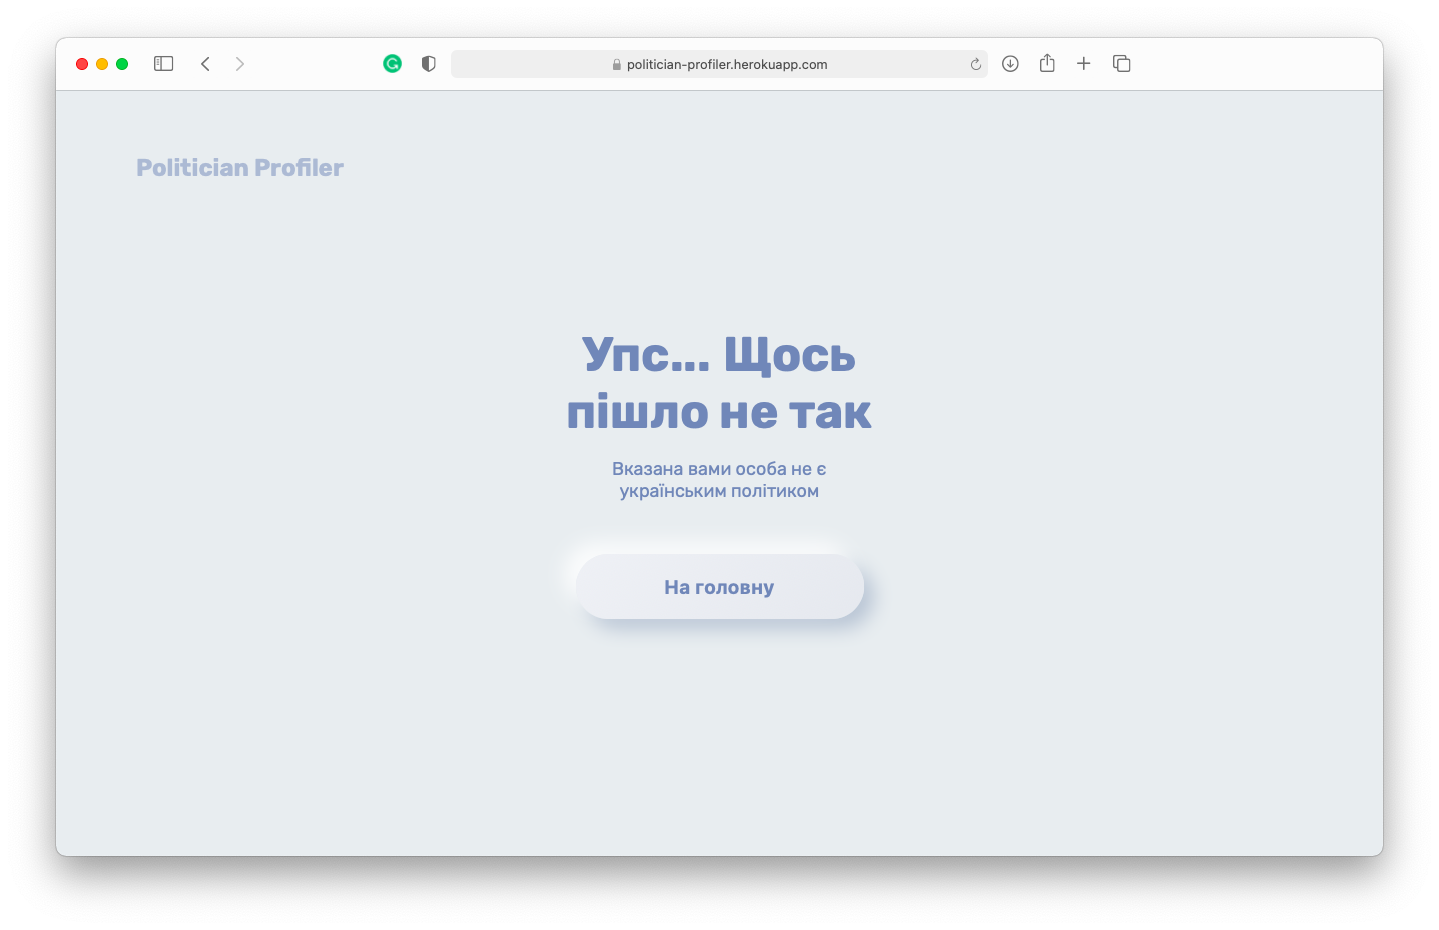 politician-profiler.herokuapp.com
Politician Profiler
Упс... Щось
пішло не так
Вказана вами особа не є
українським політиком
На головну